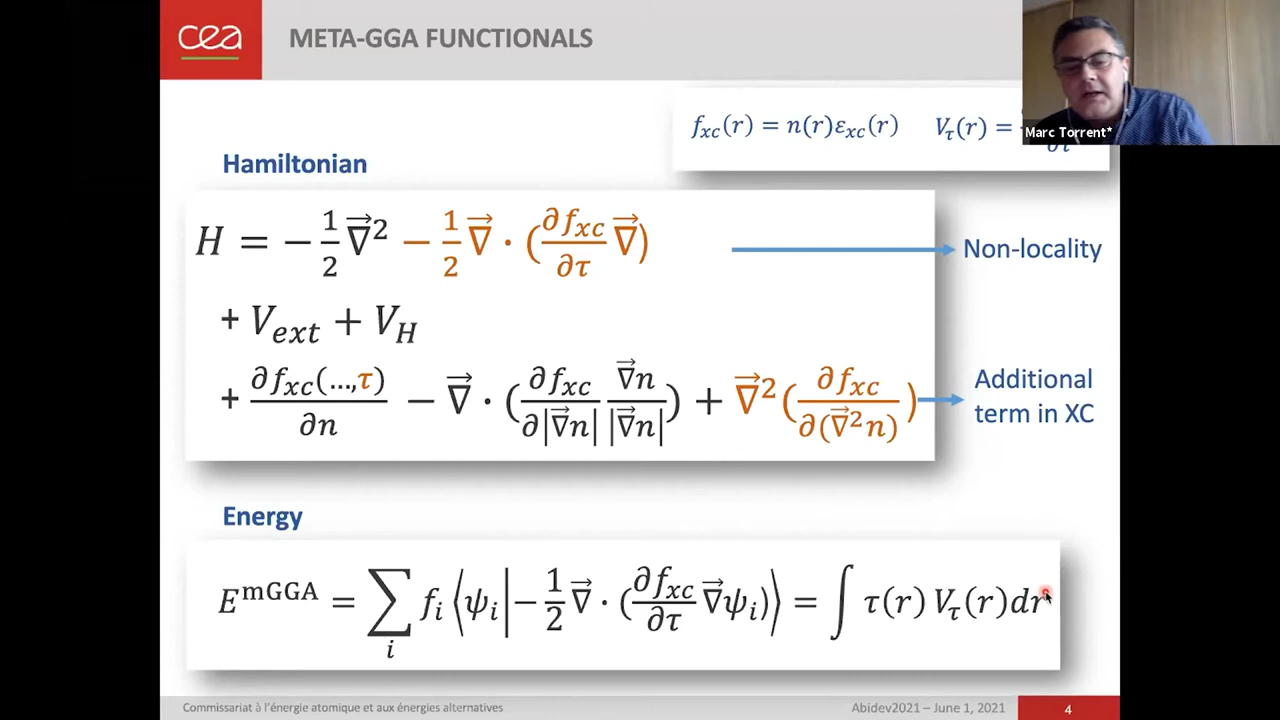 cea
META-GGA FUNCTIONALS
f_xc(r) = n(r)ε_xc(r) V_τ(r) =
Marc Torrent*
Hamiltonian
H = −1/2 ∇⃗² − 1/2 ∇⃗ · (∂f_xc/∂τ ∇⃗)
Non-locality
+ V_ext + V_H
+ ∂f_xc(...,τ)/∂n − ∇⃗ · (∂f_xc/∂|∇⃗n| ∇⃗n/|∇⃗n|) + ∇⃗²(∂f_xc/∂(∇⃗²n))
Additional
term in XC
Energy
E^mGGA = ∑_i f_i ⟨ψ_i|−1/2 ∇⃗ · (∂f_xc/∂τ ∇⃗ψ_i)⟩ = ∫ τ(r) V_τ(r)dr
Commissariat à l'énergie atomique et aux énergies alternatives
Abidev2021 – June 1, 2021
4